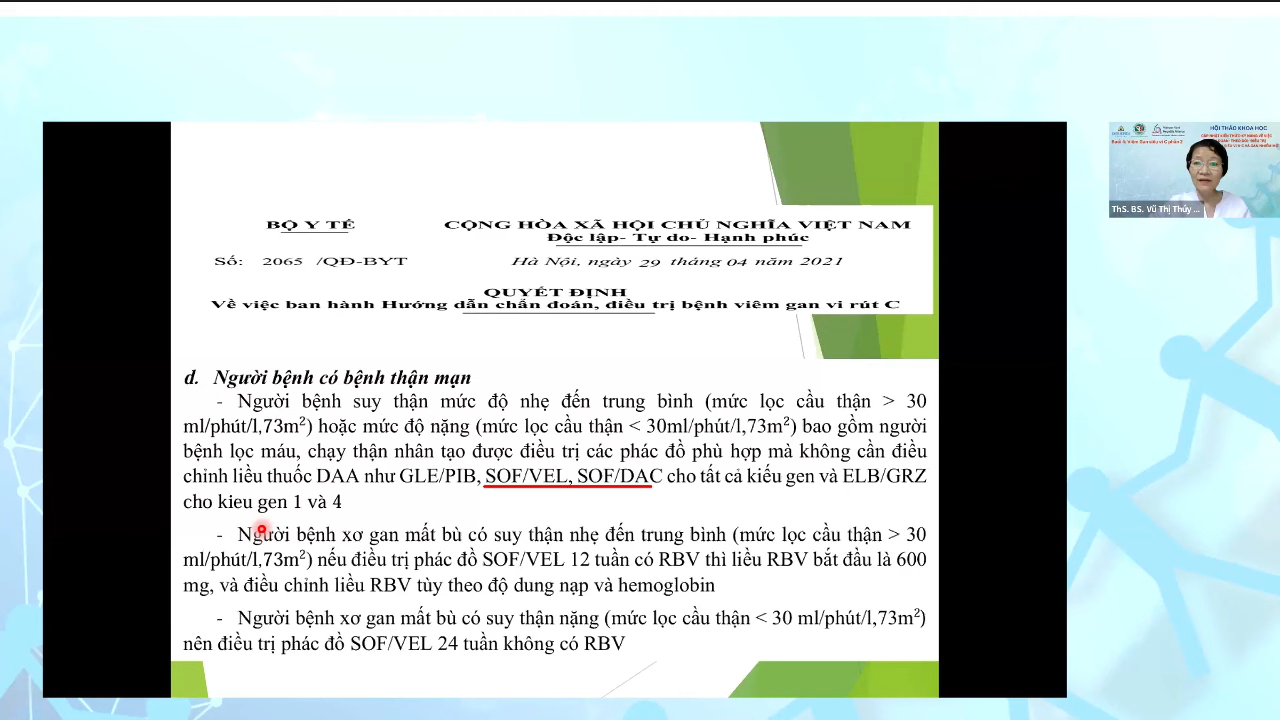 BỘ Y TẾ
CỘNG HÒA XÃ HỘI CHỦ NGHĨA VIỆT NAM
Độc lập- Tự do- Hạnh phúc
Số: 2065 /QĐ-BYT
Hà Nội, ngày 29 tháng 04 năm 2021
QUYẾT ĐỊNH
Về việc ban hành Hướng dẫn chẩn đoán, điều trị bệnh viêm gan vi rút C
d. Người bệnh có bệnh thận mạn
- Người bệnh suy thận mức độ nhẹ đến trung bình (mức lọc cầu thận > 30
ml/phút/l,73m²) hoặc mức độ nặng (mức lọc cầu thận < 30ml/phút/l,73m²) bao gồm người
bệnh lọc máu, chạy thận nhân tạo được điều trị các phác đồ phù hợp mà không cần điều
chỉnh liều thuốc DAA như GLE/PIB, SOF/VEL, SOF/DAC cho tất cả kiểu gen và ELB/GRZ
cho kieu gen 1 và 4
- Người bệnh xơ gan mất bù có suy thận nhẹ đến trung bình (mức lọc cầu thận > 30
ml/phút/l,73m²) nếu điều trị phác đồ SOF/VEL 12 tuần có RBV thì liều RBV bắt đầu là 600
mg, và điều chỉnh liều RBV tùy theo độ dung nạp và hemoglobin
- Người bệnh xơ gan mất bù có suy thận nặng (mức lọc cầu thận < 30 ml/phút/l,73m²)
nên điều trị phác đồ SOF/VEL 24 tuần không có RBV
HỘI THẢO KHOA HỌC
ThS. BS. Vũ Thị Thủy ...